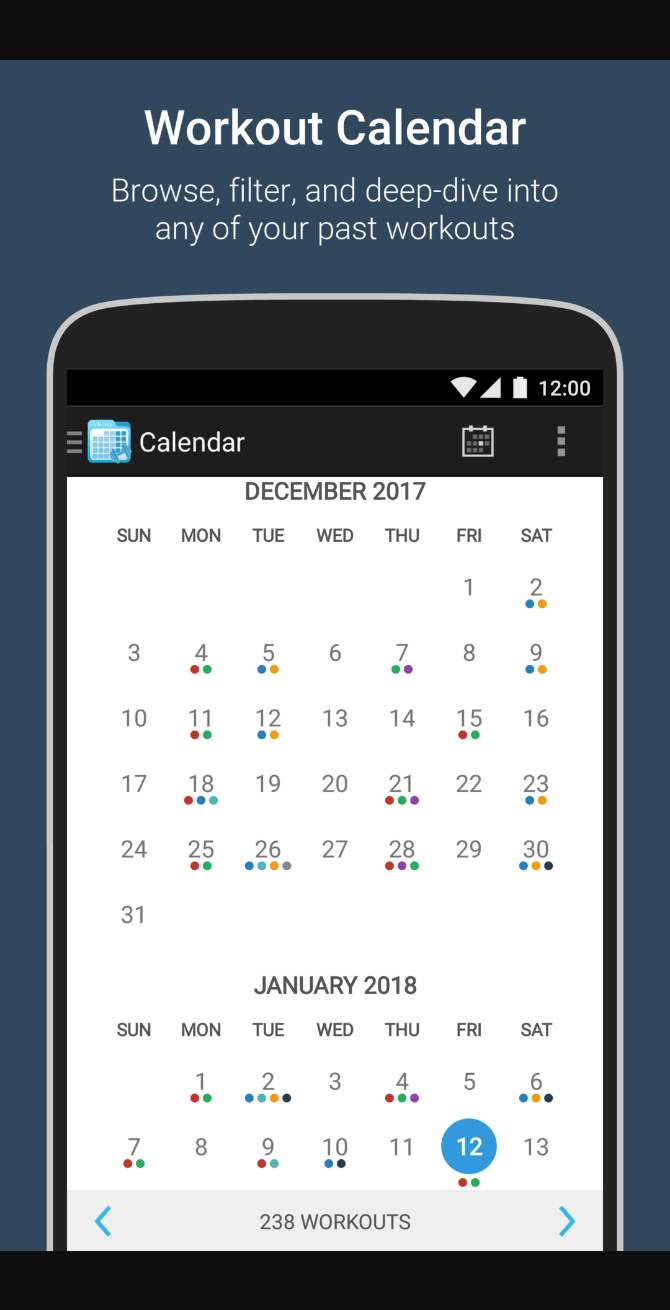 Workout Calendar
Browse, filter, and deep-dive into
any of your past workouts
12:00
Calendar
DECEMBER 2017
SUN MON TUE WED THU FRI SAT
1 2
3 4 5 6 7 8 9
10 11 12 13 14 15 16
17 18 19 20 21 22 23
24 25 26 27 28 29 30
31
JANUARY 2018
SUN MON TUE WED THU FRI SAT
1 2 3 4 5 6
7 8 9 10 11 12 13
238 WORKOUTS